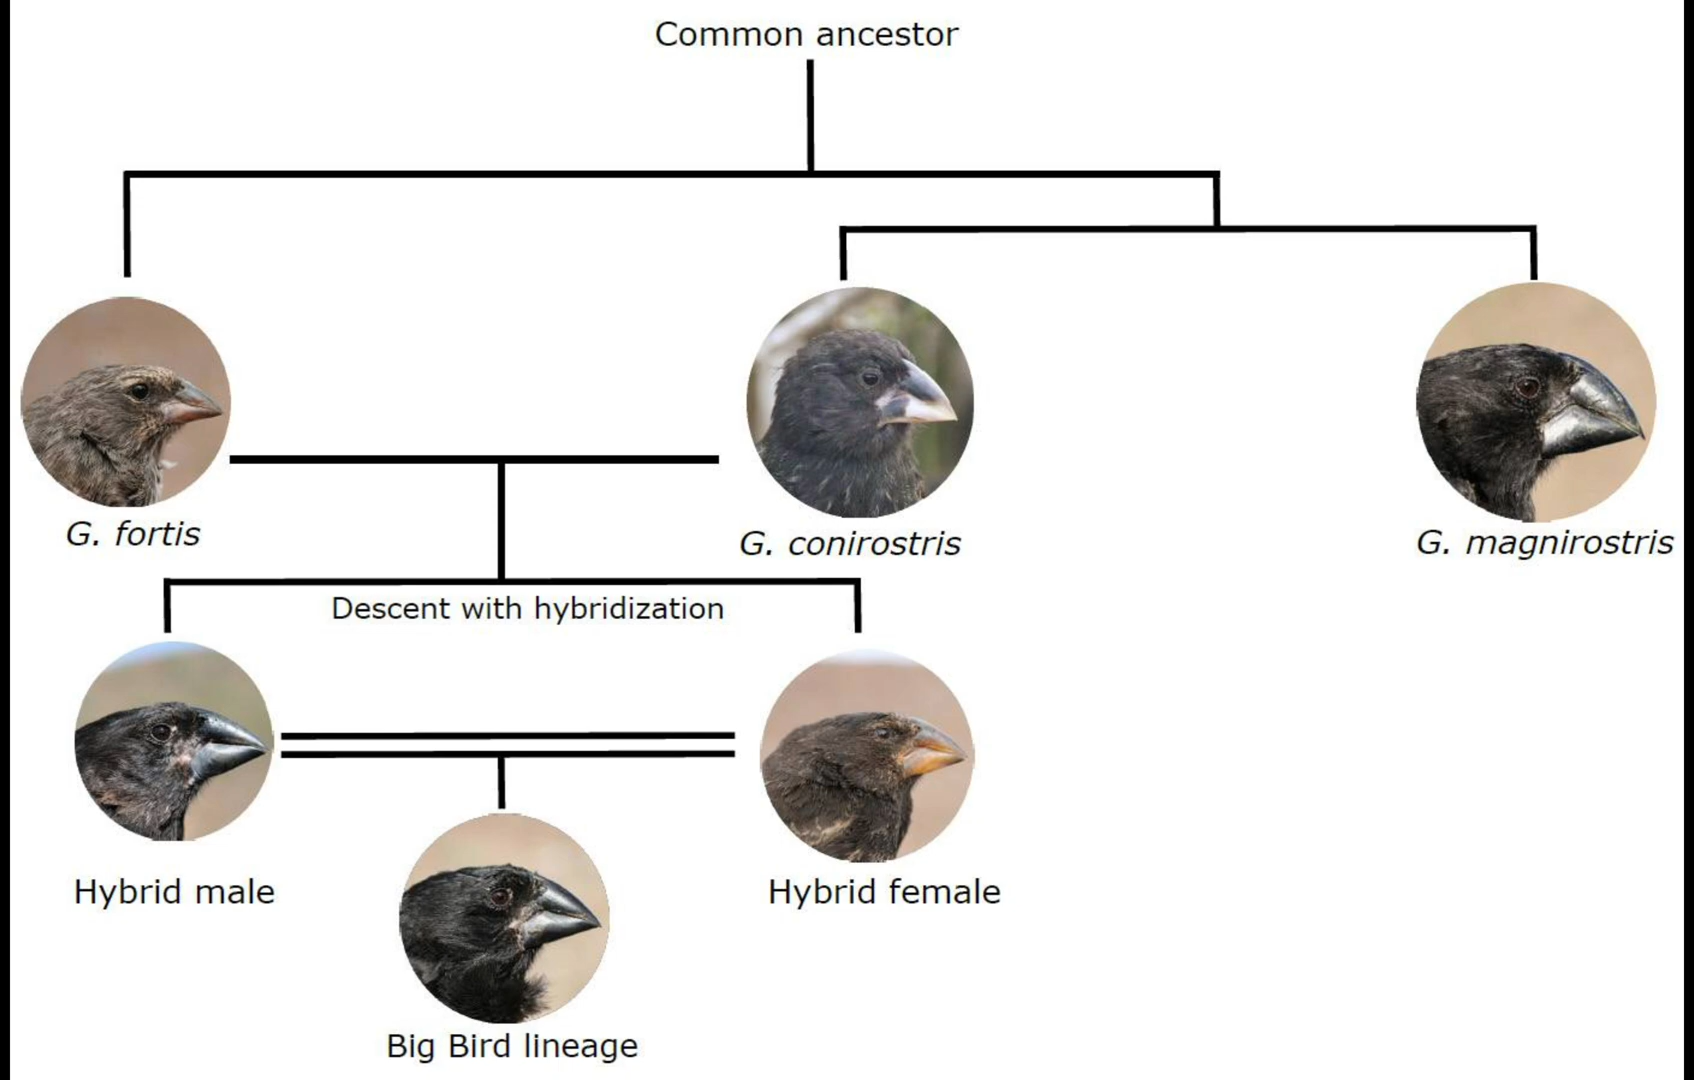 Common ancestor
G. fortis
G. conirostris
G. magnirostris
Descent with hybridization
Hybrid male
Hybrid female
Big Bird lineage